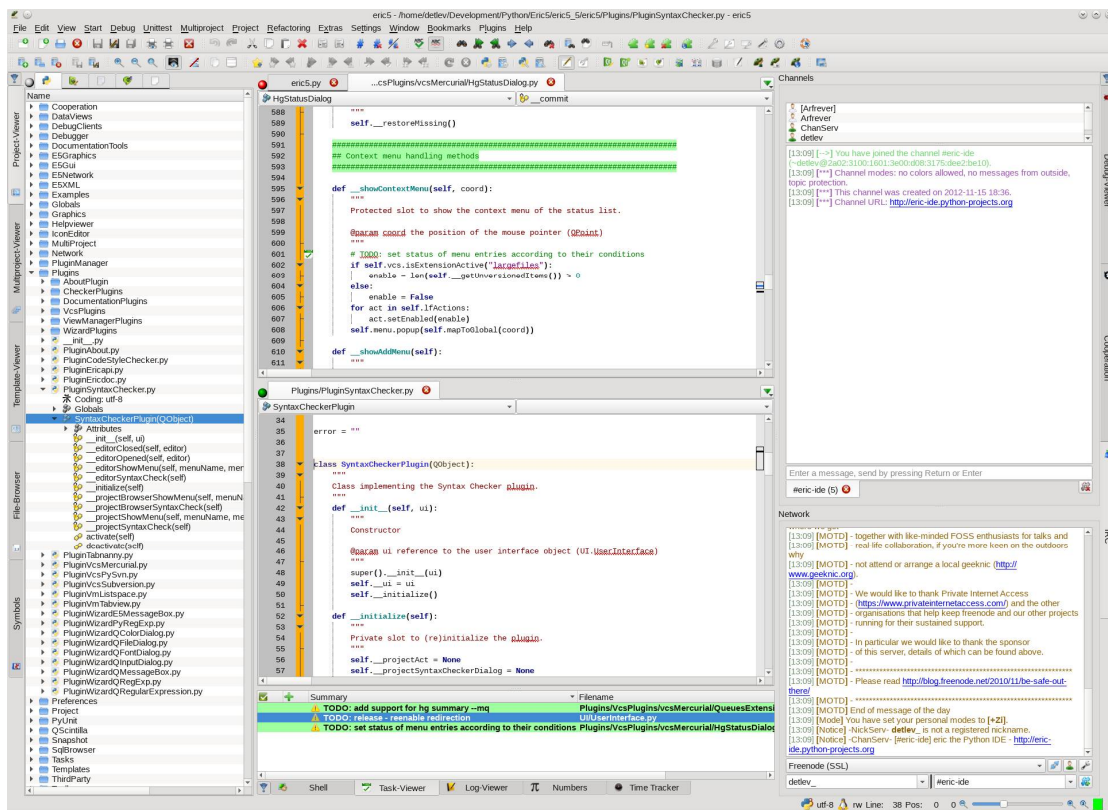 eric5 - /home/detlev/Development/Python/Eric5/eric5_5/eric5/Plugins/PluginSyntaxChecker.py - eric5
File Edit View Start Debug Unittest Multiproject Project Refactoring Extras Settings Window Bookmarks Plugins Help
Project-Viewer
Multiproject-Viewer
Template-Viewer
File-Browser
Symbols
Name
Cooperation
DataViews
DebugClients
Debugger
DocumentationTools
E5Graphics
E5Gui
E5Network
E5XML
Examples
Globals
Graphics
Helpviewer
IconEditor
MultiProject
Network
PluginManager
Plugins
AboutPlugin
CheckerPlugins
DocumentationPlugins
VcsPlugins
ViewManagerPlugins
WizardPlugins
__init__.py
PluginAbout.py
PluginCodeStyleChecker.py
PluginEricapi.py
PluginEricdoc.py
PluginSyntaxChecker.py
Coding: utf-8
Globals
SyntaxCheckerPlugin(QObject)
Attributes
__init__(self, ui)
__editorClosed(self, editor)
__editorOpened(self, editor)
__editorShowMenu(self, menuName, mer
__editorSyntaxCheck(self)
__initialize(self)
__projectBrowserShowMenu(self, menuN
__projectBrowserSyntaxCheck(self)
__projectShowMenu(self, menuName, me
__projectSyntaxCheck(self)
activate(self)
deactivate(self)
PluginTabnanny.py
PluginVcsMercurial.py
PluginVcsPySvn.py
PluginVcsSubversion.py
PluginVmListspace.py
PluginVmTabview.py
PluginWizardE5MessageBox.py
PluginWizardPyRegExp.py
PluginWizardQColorDialog.py
PluginWizardQFileDialog.py
PluginWizardQFontDialog.py
PluginWizardQInputDialog.py
PluginWizardQMessageBox.py
PluginWizardQRegExp.py
PluginWizardQRegularExpression.py
Preferences
Project
PyUnit
QScintilla
Snapshot
SqlBrowser
Tasks
Templates
ThirdParty
eric5.py ...csPlugins/vcsMercurial/HgStatusDialog.py
HgStatusDialog __commit
588 """
589 self.__restoreMissing()
590
591 ###########################################################################
592 ## Context menu handling methods
593 ###########################################################################
594
595 def __showContextMenu(self, coord):
596 """
597 Protected slot to show the context menu of the status list.
598
599 @param coord the position of the mouse pointer (QPoint)
600 """
601 # TODO: set status of menu entries according to their conditions
602 if self.vcs.isExtensionActive("largefiles"):
603 enable = len(self.__getUnversionedItems()) > 0
604 else:
605 enable = False
606 for act in self.lfActions:
607 act.setEnabled(enable)
608 self.menu.popup(self.mapToGlobal(coord))
609
610 def __showAddMenu(self):
611 """
Plugins/PluginSyntaxChecker.py
SyntaxCheckerPlugin
34
35 error = ""
36
37
38 class SyntaxCheckerPlugin(QObject):
39 """
40 Class implementing the Syntax Checker plugin.
41 """
42 def __init__(self, ui):
43 """
44 Constructor
45
46 @param ui reference to the user interface object (UI.UserInterface)
47 """
48 super().__init__(ui)
49 self.__ui = ui
50 self.__initialize()
51
52 def __initialize(self):
53 """
54 Private slot to (re)initialize the plugin.
55 """
56 self.__projectAct = None
57 self.__projectSyntaxCheckerDialog = None
Summary Filename
TODO: add support for hg summary --mq Plugins/VcsPlugins/vcsMercurial/QueuesExtensi
TODO: release - reenable redirection UI/UserInterface.py
TODO: set status of menu entries according to their conditions Plugins/VcsPlugins/vcsMercurial/HgStatusDialog
Shell Task-Viewer Log-Viewer Numbers Time Tracker
Channels
[Arfrever]
Arfrever
ChanServ
detlev
[13:09] [-->] You have joined the channel #eric-ide
(~detlev@2a02:3100:1601:3e00:d08:3175:dee2:be10).
[13:09] [***] Channel modes: no colors allowed, no messages from outside,
topic protection.
[13:09] [***] This channel was created on 2012-11-15 18:36.
[13:09] [***] Channel URL: http://eric-ide.python-projects.org
Enter a message, send by pressing Return or Enter
#eric-ide (5)
Network
[13:09] [MOTD] - together with like-minded FOSS enthusiasts for talks and
[13:09] [MOTD] - real life collaboration, if you're more keen on the outdoors
why
[13:09] [MOTD] - not attend or arrange a local geeknic (http://
www.geeknic.org).
[13:09] [MOTD] -
[13:09] [MOTD] - We would like to thank Private Internet Access
[13:09] [MOTD] - (https://www.privateinternetaccess.com/) and the other
[13:09] [MOTD] - organisations that help keep freenode and our other projects
[13:09] [MOTD] - running for their sustained support.
[13:09] [MOTD] -
[13:09] [MOTD] - In particular we would like to thank the sponsor
[13:09] [MOTD] - of this server, details of which can be found above.
[13:09] [MOTD] -
[13:09] [MOTD] - ******************************************************************
[13:09] [MOTD] - Please read http://blog.freenode.net/2010/11/be-safe-out-
there/
[13:09] [MOTD] - ******************************************************************
[13:09] [MOTD] End of message of the day
[13:09] [Mode] You have set your personal modes to [+Zi].
[13:09] [Notice] -NickServ- detlev_ is not a registered nickname.
[13:09] [Notice] -ChanServ- [#eric-ide] eric the Python IDE - http://eric-
ide.python-projects.org
Freenode (SSL)
detlev_ #eric-ide
Debug-Viewer
Cooperation
IRC
utf-8 rw Line: 38 Pos: 0 0